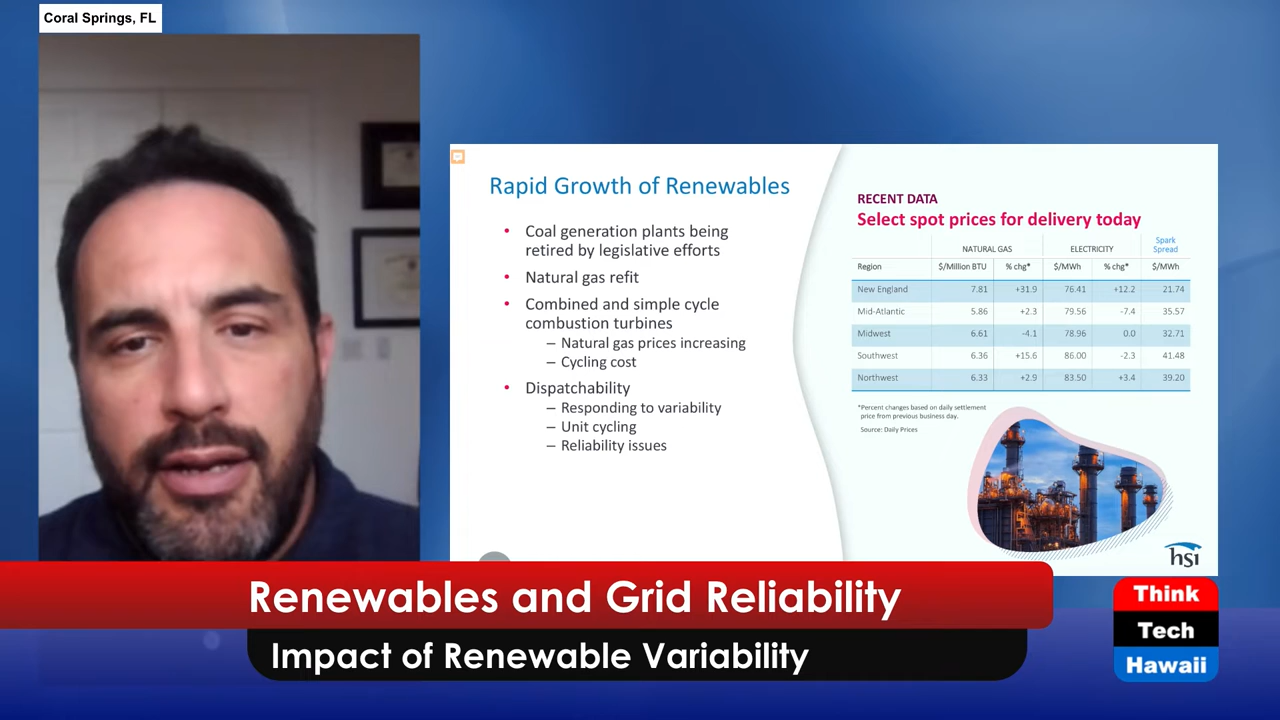 Coral Springs, FL
Rapid Growth of Renewables
• Coal generation plants being
retired by legislative efforts
• Natural gas refit
• Combined and simple cycle
combustion turbines
– Natural gas prices increasing
– Cycling cost
• Dispatchability
– Responding to variability
– Unit cycling
– Reliability issues
RECENT DATA
Select spot prices for delivery today
NATURAL GAS ELECTRICITY Spark Spread
Region $/Million BTU % chg* $/MWh % chg* $/MWh
New England 7.81 +31.9 76.41 +12.2 21.74
Mid-Atlantic 5.86 +2.3 79.56 -7.4 35.57
Midwest 6.61 -4.1 78.96 0.0 32.71
Southwest 6.36 +15.6 86.00 -2.3 41.48
Northwest 6.33 +2.9 83.50 +3.4 39.20
*Percent changes based on daily settlement
price from previous business day.
Source: Daily Prices
hsi
Renewables and Grid Reliability
Impact of Renewable Variability
Think
Tech
Hawaii